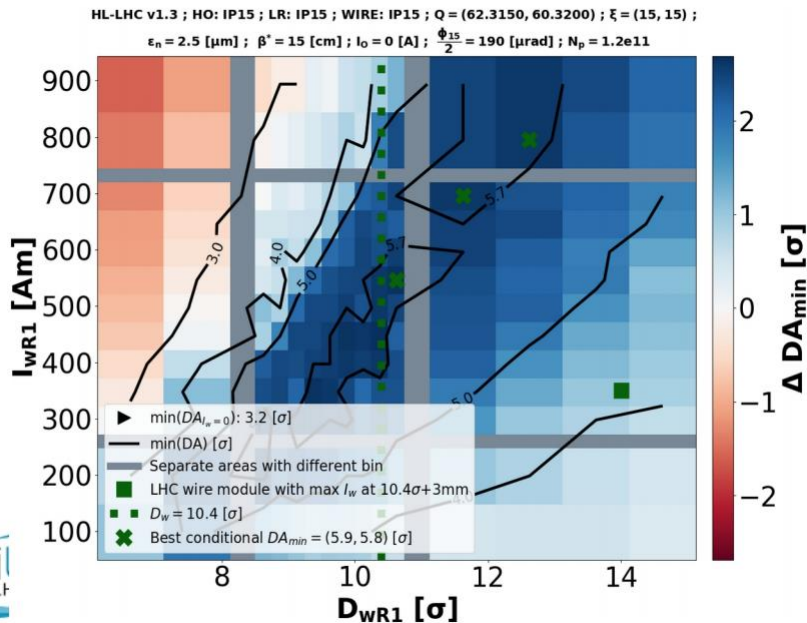 HL-LHC v1.3 ; HO: IP15 ; LR: IP15 ; WIRE: IP15 ; Q = (62.3150, 60.3200) ; ξ = (15, 15) ;
εn = 2.5 [μm] ; β* = 15 [cm] ; IO = 0 [A] ; ϕ15/2 = 190 [μrad] ; Np = 1.2e11
900
800
700
600
500
400
300
200
100
IwR1 [Am]
3.0
4.0
5.0
5.7
5.7
5.0
4.0
min(DAIw=0): 3.2 [σ]
min(DA) [σ]
Separate areas with different bin
LHC wire module with max Iw at 10.4σ+3mm
Dw = 10.4 [σ]
Best conditional DAmin = (5.9, 5.8) [σ]
8
10
12
14
DwR1 [σ]
2
1
0
−1
−2
Δ DAmin [σ]